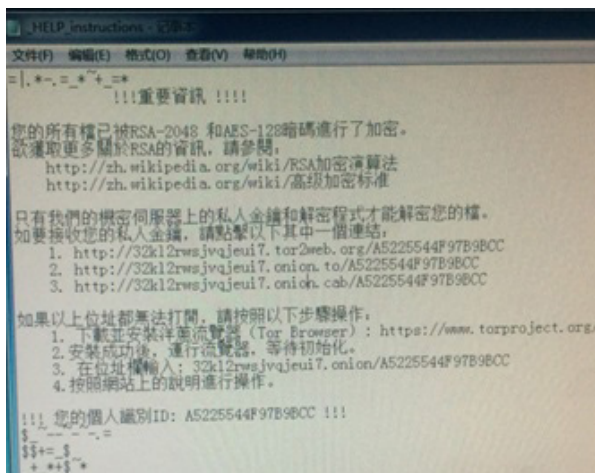 _HELP_instructions - 记事本
文件(F) 编辑(E) 格式(O) 查看(V) 帮助(H)
=|.*-.=_*~+_=*
!!!重要資訊 !!!!
您的所有檔已被RSA-2048 和AES-128暗碼進行了加密。
欲獲取更多關於RSA的資訊，請參閱：
http://zh.wikipedia.org/wiki/RSA加密演算法
http://zh.wikipedia.org/wiki/高级加密标准
只有我們的機密伺服器上的私人金鑰和解密程式才能解密您的檔。
如要接收您的私人金鑰，請點擊以下其中一個連結：
1. http://32kl2rwsjvqjeui7.tor2web.org/A5225544F97B9BCC
2. http://32kl2rwsjvqjeui7.onion.to/A5225544F97B9BCC
3. http://32kl2rwsjvqjeui7.onion.cab/A5225544F97B9BCC
如果以上位址都無法打開，請按照以下步驟操作：
1. 下載並安裝洋蔥流覽器 (Tor Browser) : https://www.torproject.org/
2.安裝成功後，運行流覽器，等待初始化。
3. 在位址欄輸入: 32kl2rwsjvqjeui7.onion/A5225544F97B9BCC
4.按照網站上的說明進行操作。
!!! 您的個人識別ID: A5225544F97B9BCC !!!
$_~--~-~-.=
$$+=_$_
+ *+$~*